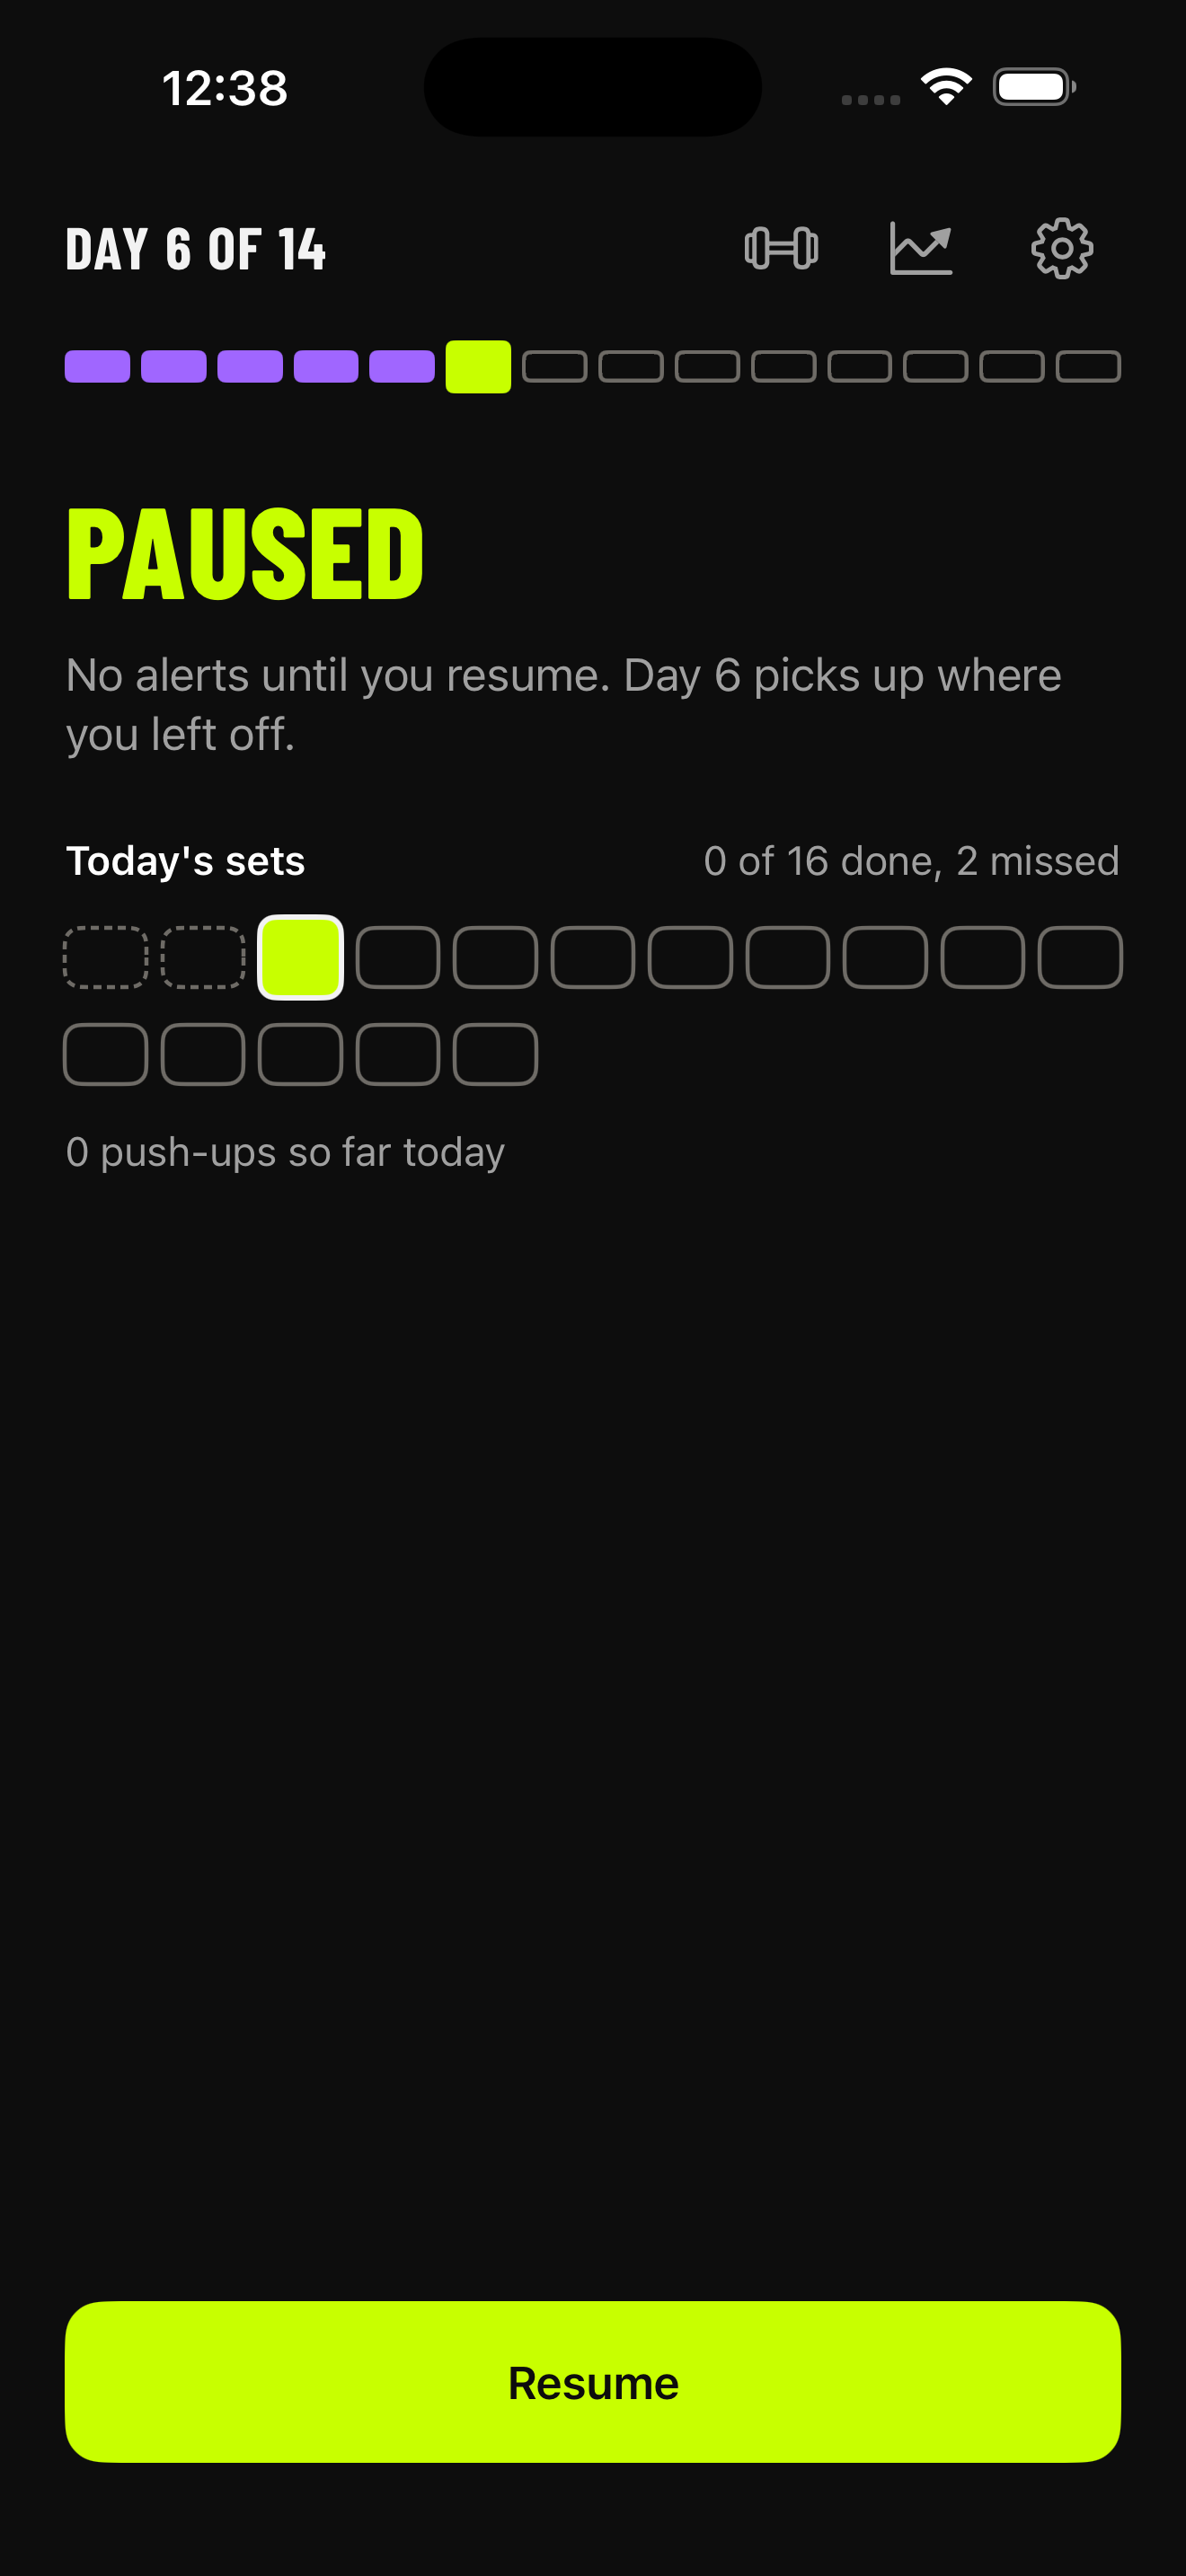 12:38
DAY 6 OF 14
PAUSED
No alerts until you resume. Day 6 picks up where
you left off.
Today's sets
0 of 16 done, 2 missed
0 push-ups so far today
Resume